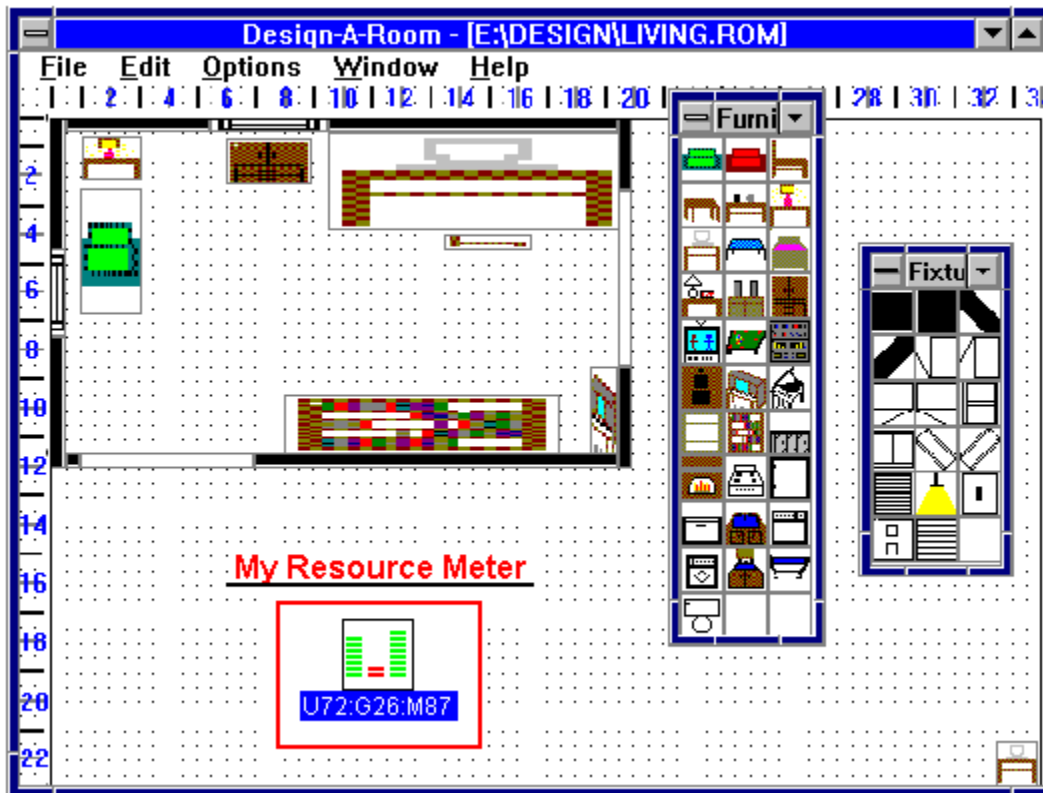 Design-A-Room - [E:\DESIGN\LIVING.ROM]
File Edit Options Window Help
2 4 6 8 10 12 14 16 18 20 28 30 32 3
Furni
2
4
6
8
10
12
14
16
18
20
22
Fixtu
My Resource Meter
U72:G26:M87